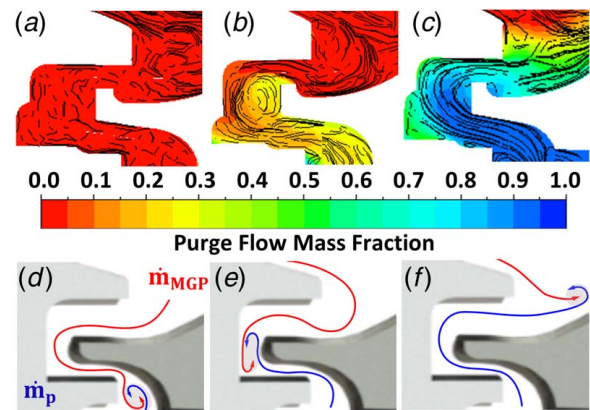 (a) (b) (c)
0.0 0.1 0.2 0.3 0.4 0.5 0.6 0.7 0.8 0.9 1.0
Purge Flow Mass Fraction
(d) ṁMGP (e) (f)
ṁp